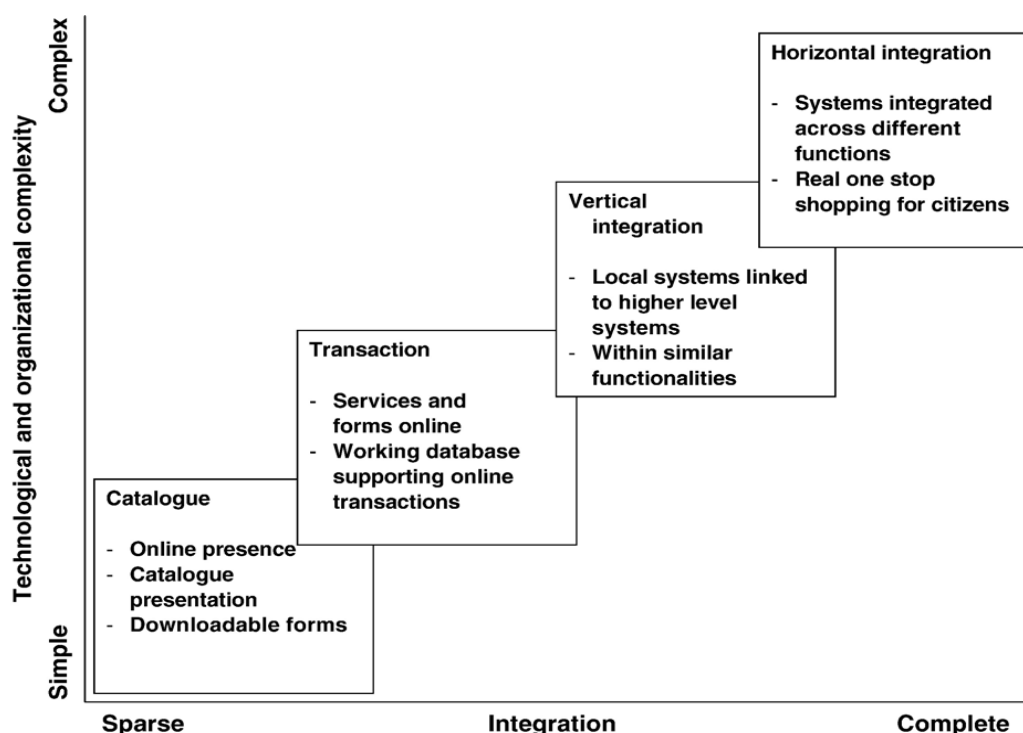 Technological and organizational complexity
Complex
Simple
Horizontal integration
- Systems integrated
across different
functions
- Real one stop
shopping for citizens
Vertical
integration
- Local systems linked
to higher level
systems
- Within similar
functionalities
Transaction
- Services and
forms online
- Working database
supporting online
transactions
Catalogue
- Online presence
- Catalogue
presentation
- Downloadable forms
Sparse
Integration
Complete